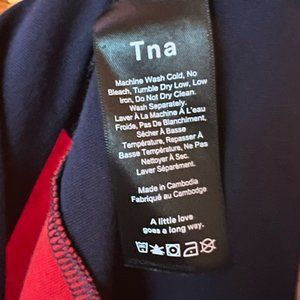 Tna
Machine Wash Cold, No
Bleach, Tumble Dry Low, Low
Iron, Do Not Dry Clean.
Wash Separately.
Laver À La Machine À L'eau
Froide, Pas De Blanchiment,
Sécher À Basse
Température, Repasser À
Basse Température, Ne Pas
Nettoyer À Sec.
Laver Séparément.
Made in Cambodia
Fabriqué au Cambodge
A little love
goes a long way.